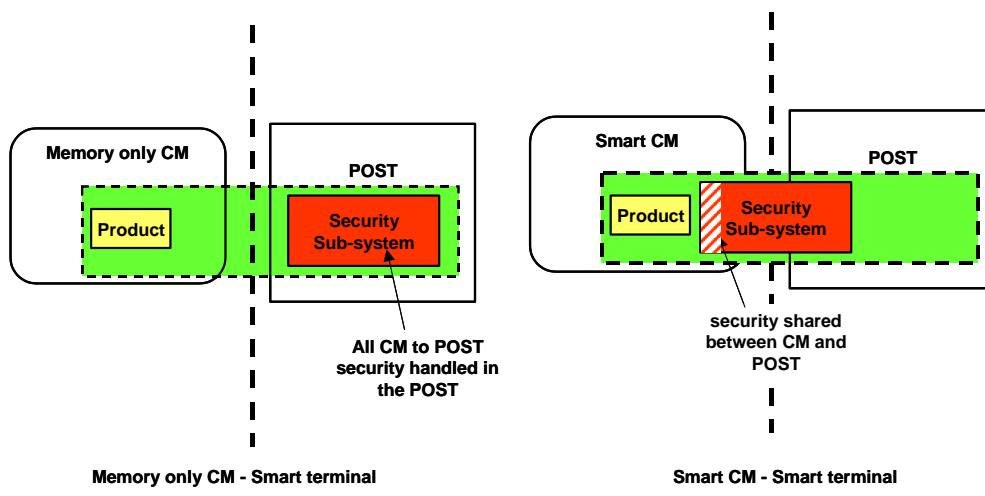 Memory only CM
POST
Product
Security
Sub-system
All CM to POST
security handled in
the POST
Memory only CM - Smart terminal
Smart CM
POST
Product
Security
Sub-system
security shared
between CM and
POST
Smart CM - Smart terminal